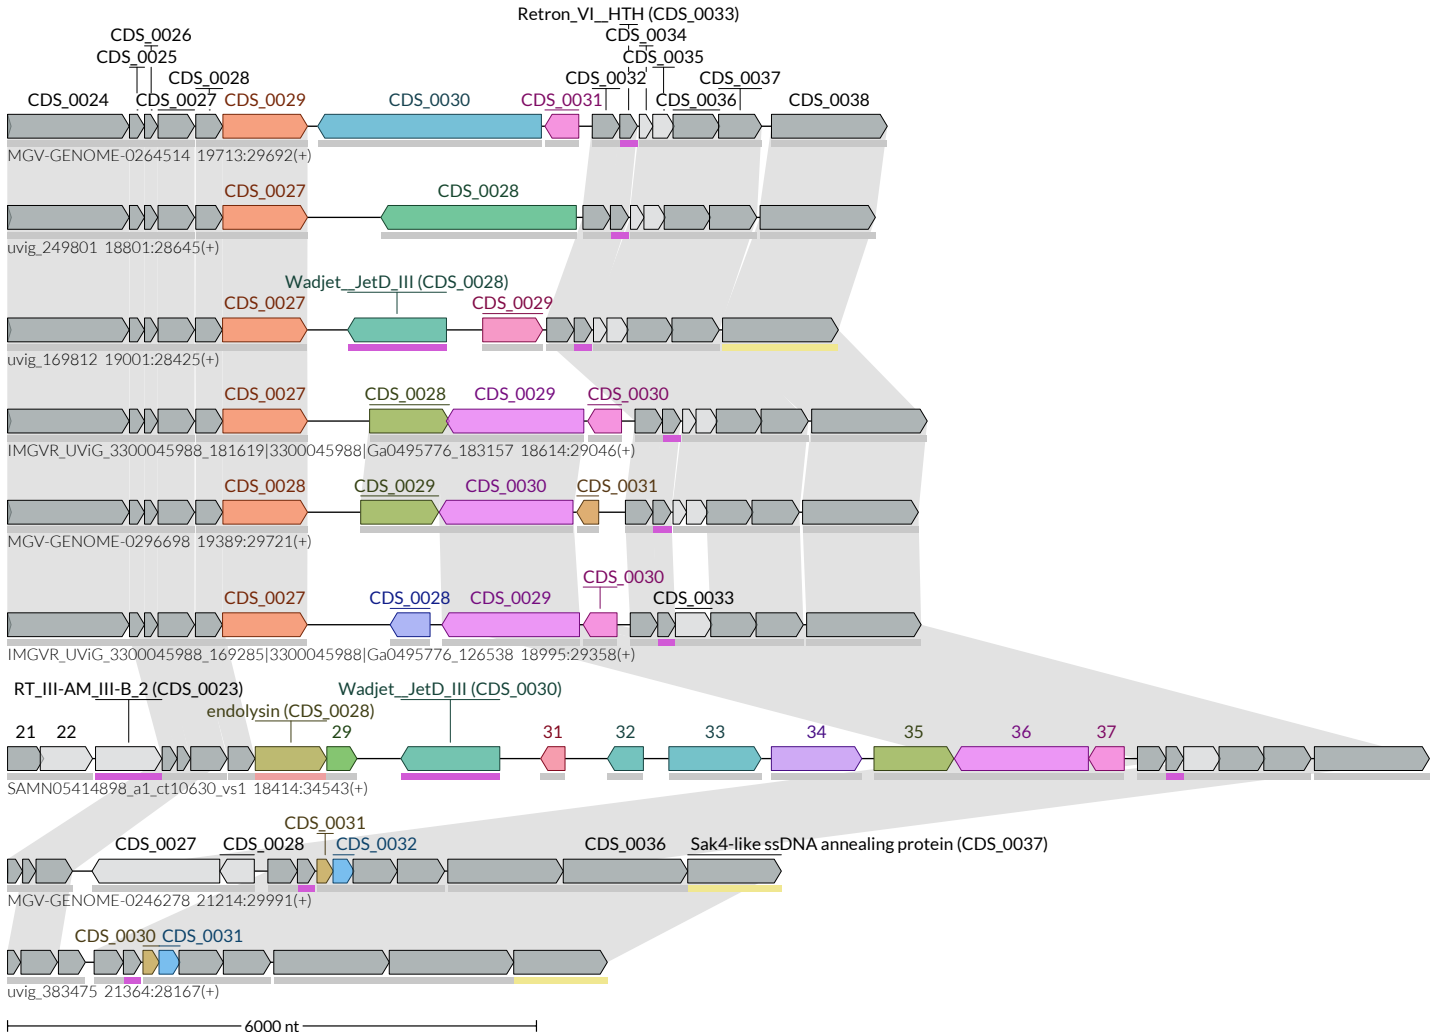 Retron_VI__HTH (CDS_0033)
CDS_0026 CDS_0034
CDS_0025 CDS_0035
CDS_0028 CDS_0032 CDS_0037
CDS_0024 CDS_0027 CDS_0029 CDS_0030 CDS_0031 CDS_0036 CDS_0038
MGV-GENOME-0264514 19713:29692(+)
CDS_0027 CDS_0028
uvig_249801 18801:28645(+)
Wadjet__JetD_III (CDS_0028)
CDS_0027 CDS_0029
uvig_169812 19001:28425(+)
CDS_0027 CDS_0028 CDS_0029 CDS_0030
IMGVR_UViG_3300045988_181619|3300045988|Ga0495776_183157 18614:29046(+)
CDS_0028 CDS_0029 CDS_0030 CDS_0031
MGV-GENOME-0296698 19389:29721(+)
CDS_0030
CDS_0027 CDS_0028 CDS_0029 CDS_0033
IMGVR_UViG_3300045988_169285|3300045988|Ga0495776_126538 18995:29358(+)
RT_III-AM_III-B_2 (CDS_0023) Wadjet__JetD_III (CDS_0030)
endolysin (CDS_0028)
21 22 29 31 32 33 34 35 36 37
SAMN05414898_a1_ct10630_vs1 18414:34543(+)
CDS_0031
CDS_0027 CDS_0028 CDS_0032 CDS_0036 Sak4-like ssDNA annealing protein (CDS_0037)
MGV-GENOME-0246278 21214:29991(+)
CDS_0030 CDS_0031
uvig_383475 21364:28167(+)
6000 nt